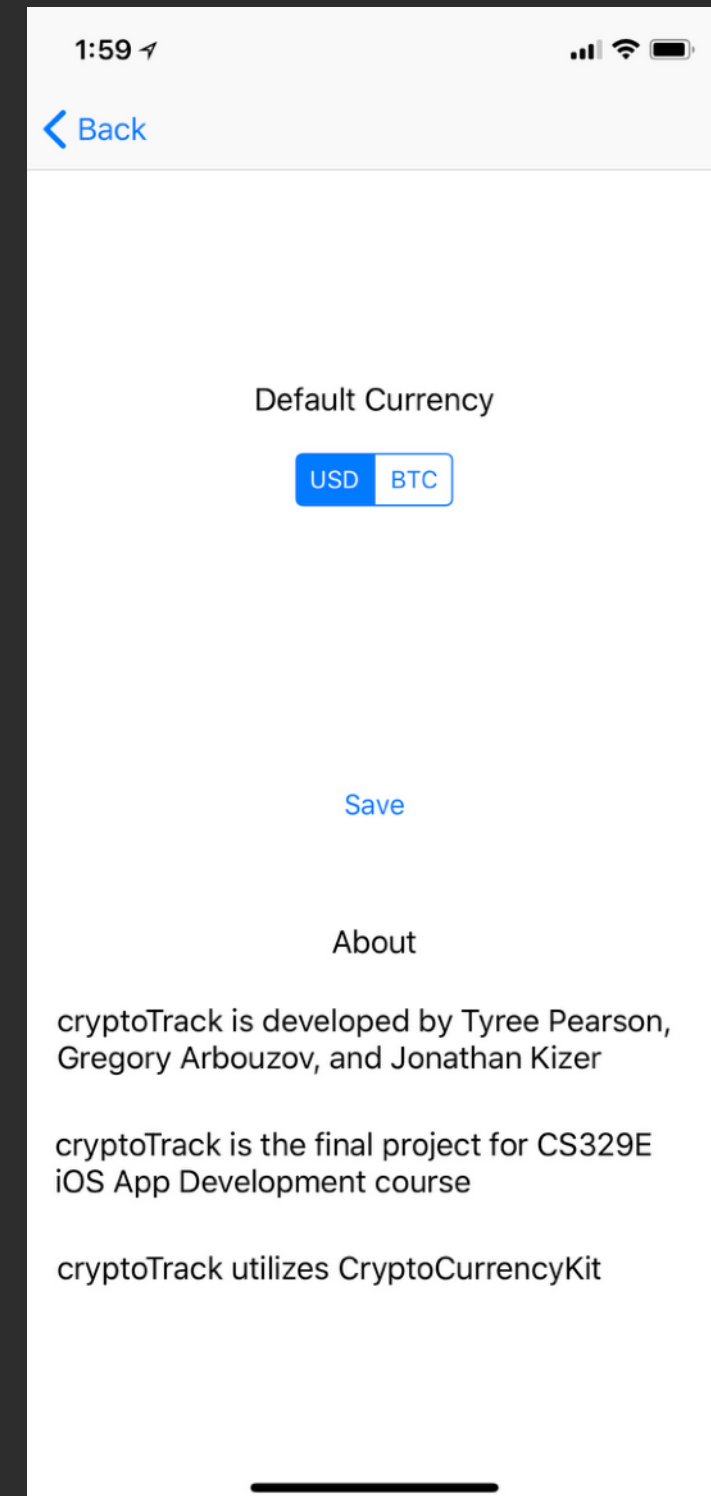 1:59
Back
Default Currency
USD BTC
Save
About
cryptoTrack is developed by Tyree Pearson,
Gregory Arbouzov, and Jonathan Kizer
cryptoTrack is the final project for CS329E
iOS App Development course
cryptoTrack utilizes CryptoCurrencyKit